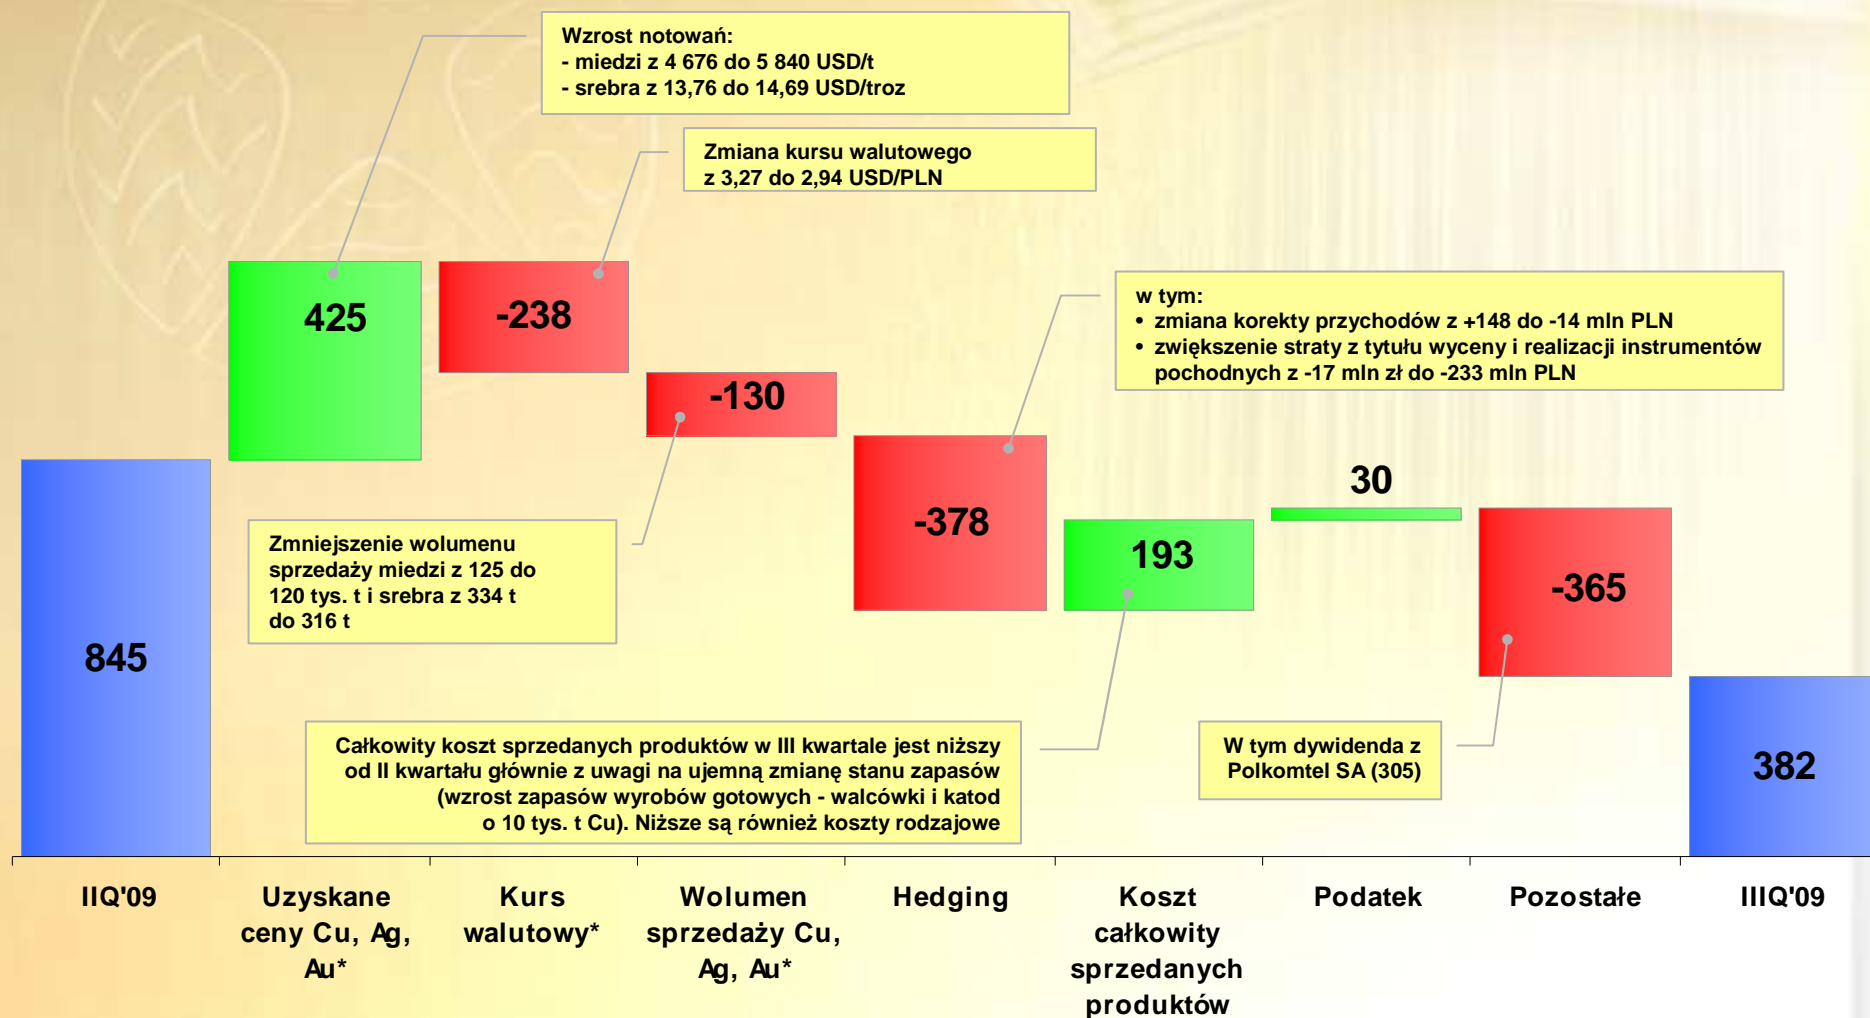 Wzrost notowań:
- miedzi z 4 676 do 5 840 USD/t
- srebra z 13,76 do 14,69 USD/troz
Zmiana kursu walutowego
z 3,27 do 2,94 USD/PLN
w tym:
• zmiana korekty przychodów z +148 do -14 mln PLN
• zwiększenie straty z tytułu wyceny i realizacji instrumentów
pochodnych z -17 mln zł do -233 mln PLN
425
-238
-130
-378
193
30
-365
845
382
Zmniejszenie wolumenu
sprzedaży miedzi z 125 do
120 tys. t i srebra z 334 t
do 316 t
Całkowity koszt sprzedanych produktów w III kwartale jest niższy
od II kwartału głównie z uwagi na ujemną zmianę stanu zapasów
(wzrost zapasów wyrobów gotowych - walcówki i katod
o 10 tys. t Cu). Niższe są również koszty rodzajowe
W tym dywidenda z
Polkomtel SA (305)
IIQ'09
Uzyskane
ceny Cu, Ag,
Au*
Kurs
walutowy*
Wolumen
sprzedaży Cu,
Ag, Au*
Hedging
Koszt
całkowity
sprzedanych
produktów
Podatek
Pozostałe
IIIQ'09